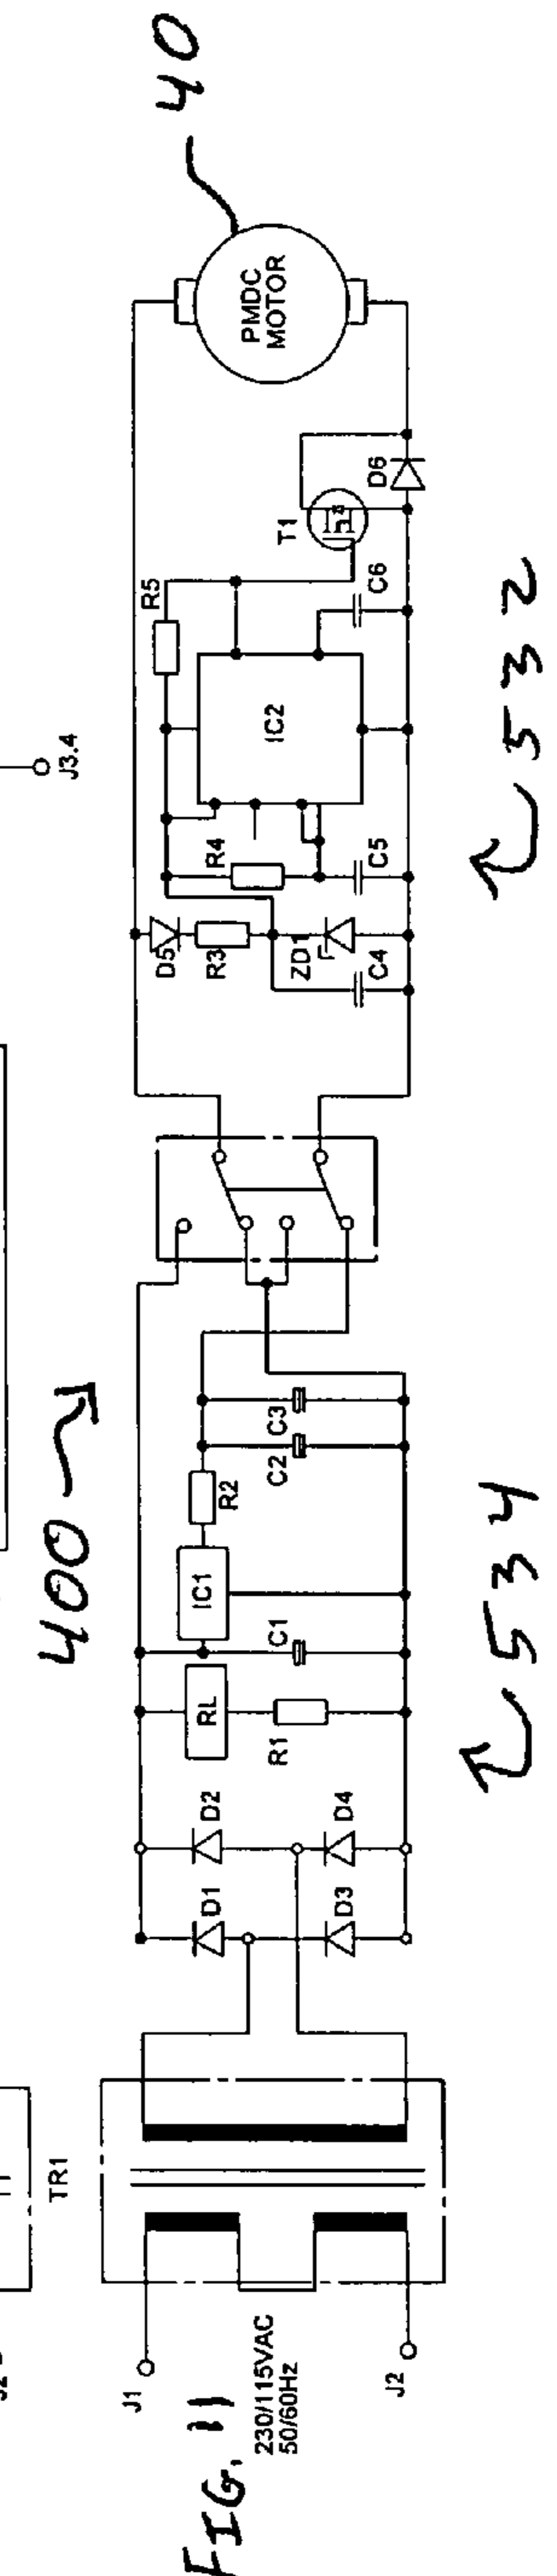 J3.4
TR1
400
40
J1
J2
230/115VAC
50/60Hz
D1
D2
D3
D4
RL
R1
IC1
C1
R2
C2
C3
D5
R3
ZD1
C4
R4
C5
IC2
R5
C6
T1
D6
PMDC
MOTOR
534
532
FIG. 11